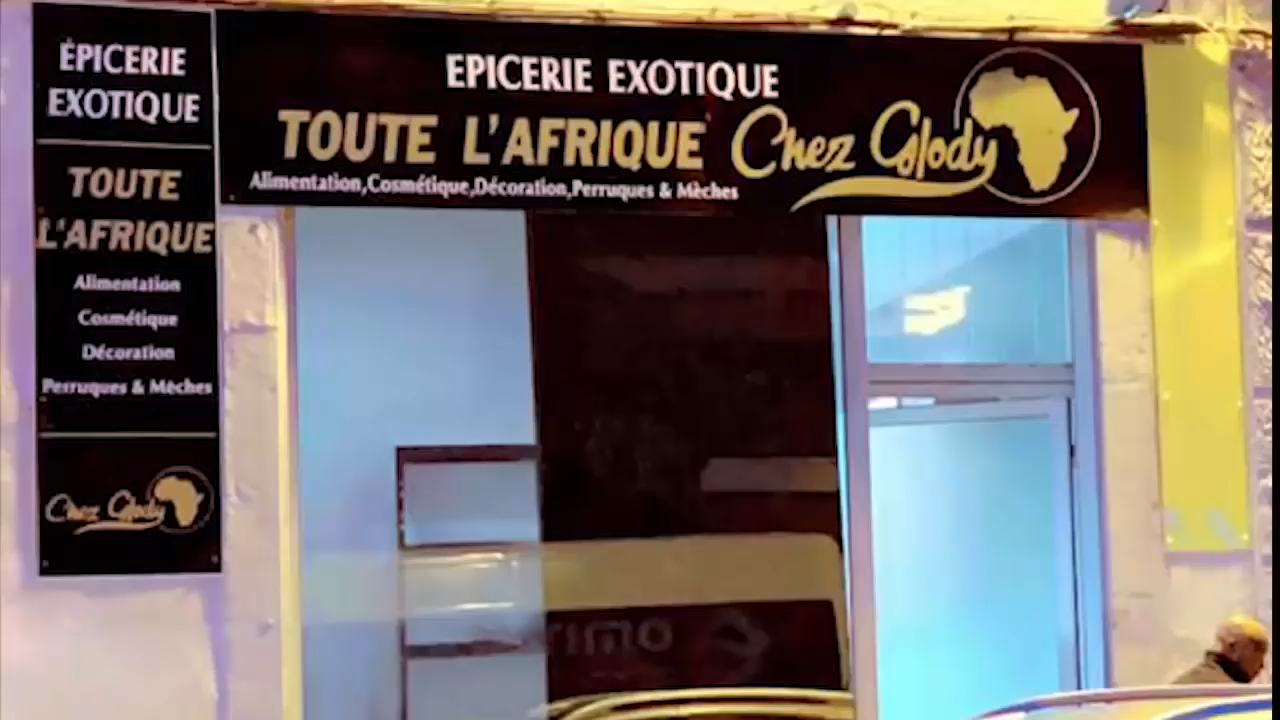 ÉPICERIE
EXOTIQUE
TOUTE
L'AFRIQUE
Alimentation
Cosmétique
Décoration
Perruques & Mèches
Chez Glody
EPICERIE EXOTIQUE
TOUTE L'AFRIQUE Chez Glody
Alimentation,Cosmétique,Décoration,Perruques & Mèches